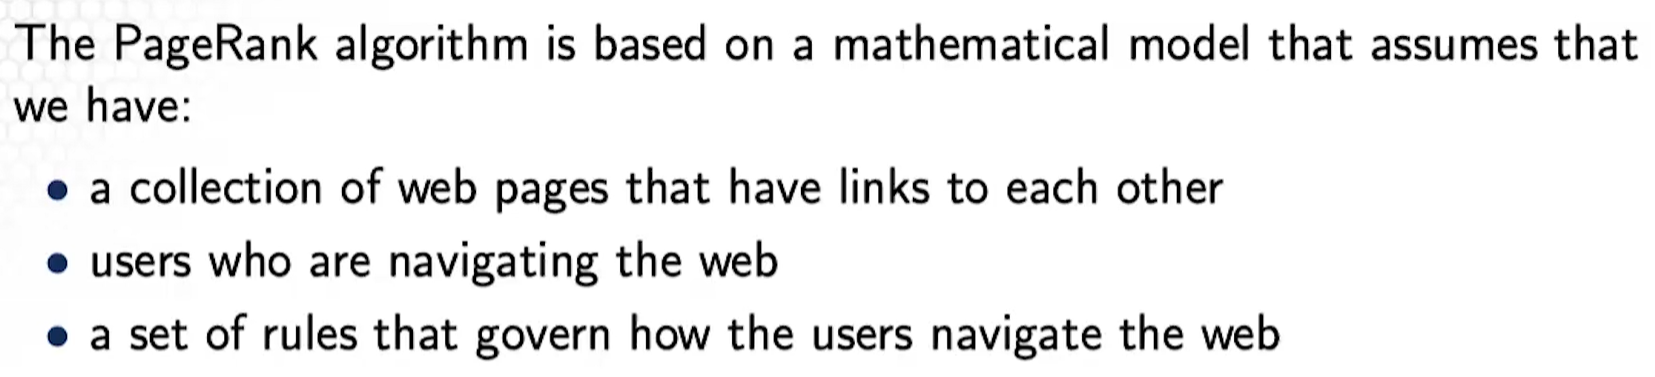 The PageRank algorithm is based on a mathematical model that assumes that
we have:
• a collection of web pages that have links to each other
• users who are navigating the web
• a set of rules that govern how the users navigate the web